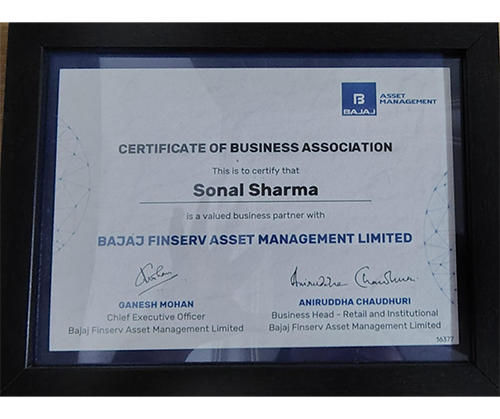 BAJAJ
ASSET
MANAGEMENT
CERTIFICATE OF BUSINESS ASSOCIATION
This is to certify that
Sonal Sharma
is a valued business partner with
BAJAJ FINSERV ASSET MANAGEMENT LIMITED
Aniruddha Chaudhuri
GANESH MOHAN
Chief Executive Officer
Bajaj Finserv Asset Management Limited
ANIRUDDHA CHAUDHURI
Business Head - Retail and Institutional
Bajaj Finserv Asset Management Limited
16377